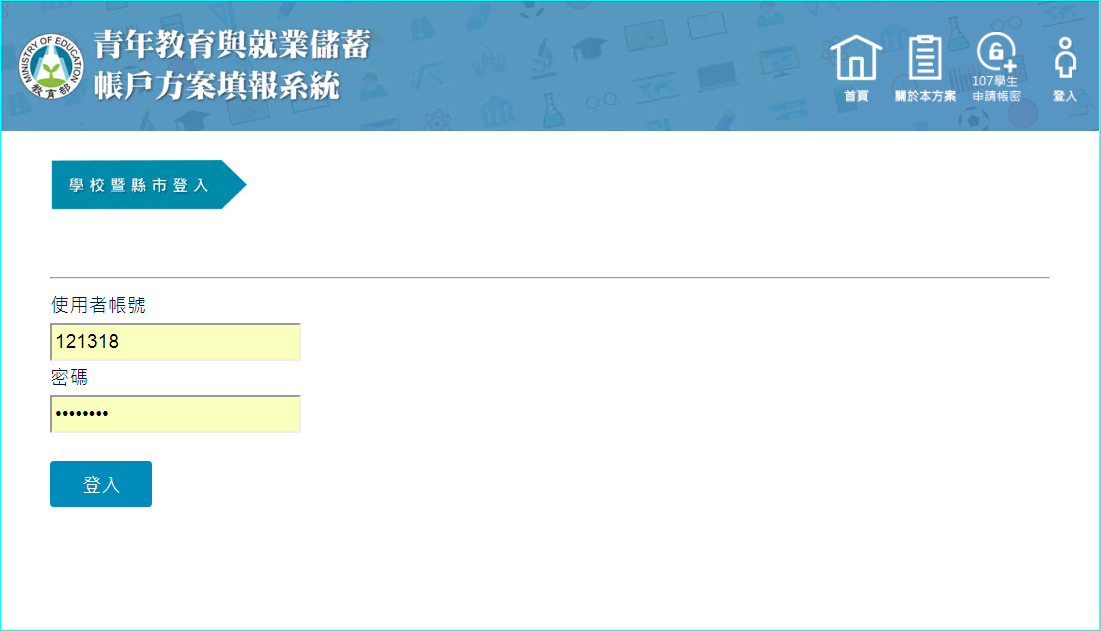 MINISTRY OF EDUCATION
教育部
青年教育與就業儲蓄
帳戶方案填報系統
首頁
關於本方案
107學生
申請帳密
登入
學校暨縣市登入
使用者帳號
121318
密碼
••••••••
登入